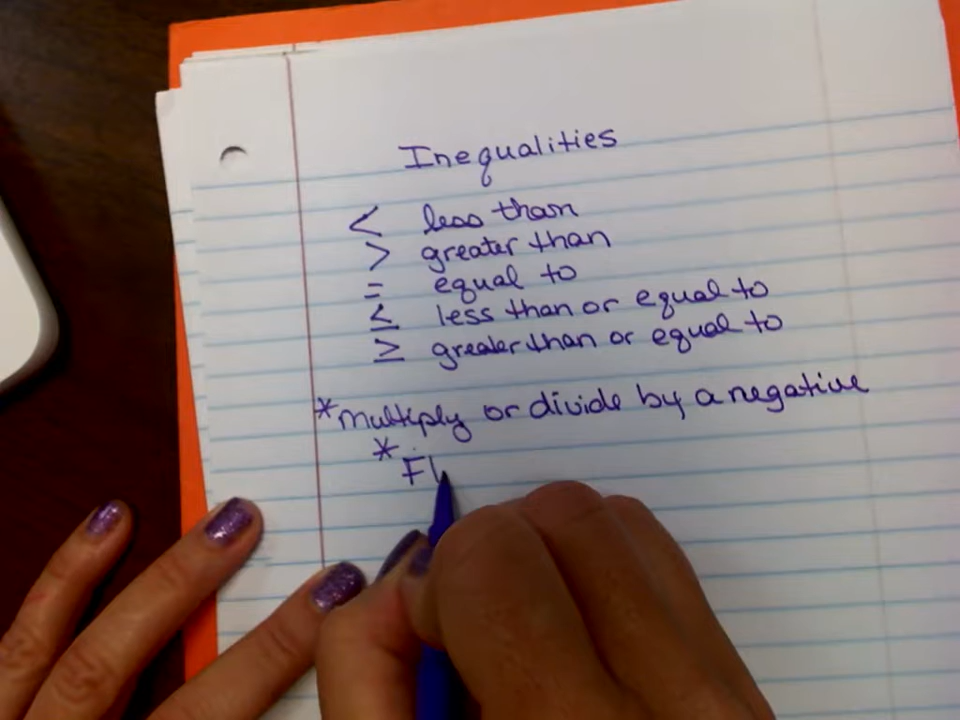 Inequalities
< less than
> greater than
= equal to
≤ less than or equal to
≥ greater than or equal to
*Multiply or divide by a negative
* Fl